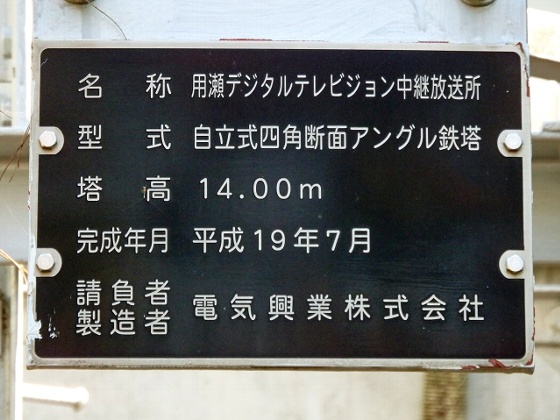 名称 用瀬デジタルテレビジョン中継放送所
型式 自立式四角断面アングル鉄塔
塔高 14.00m
完成年月 平成19年7月
請負者
製造者 電気興業株式会社